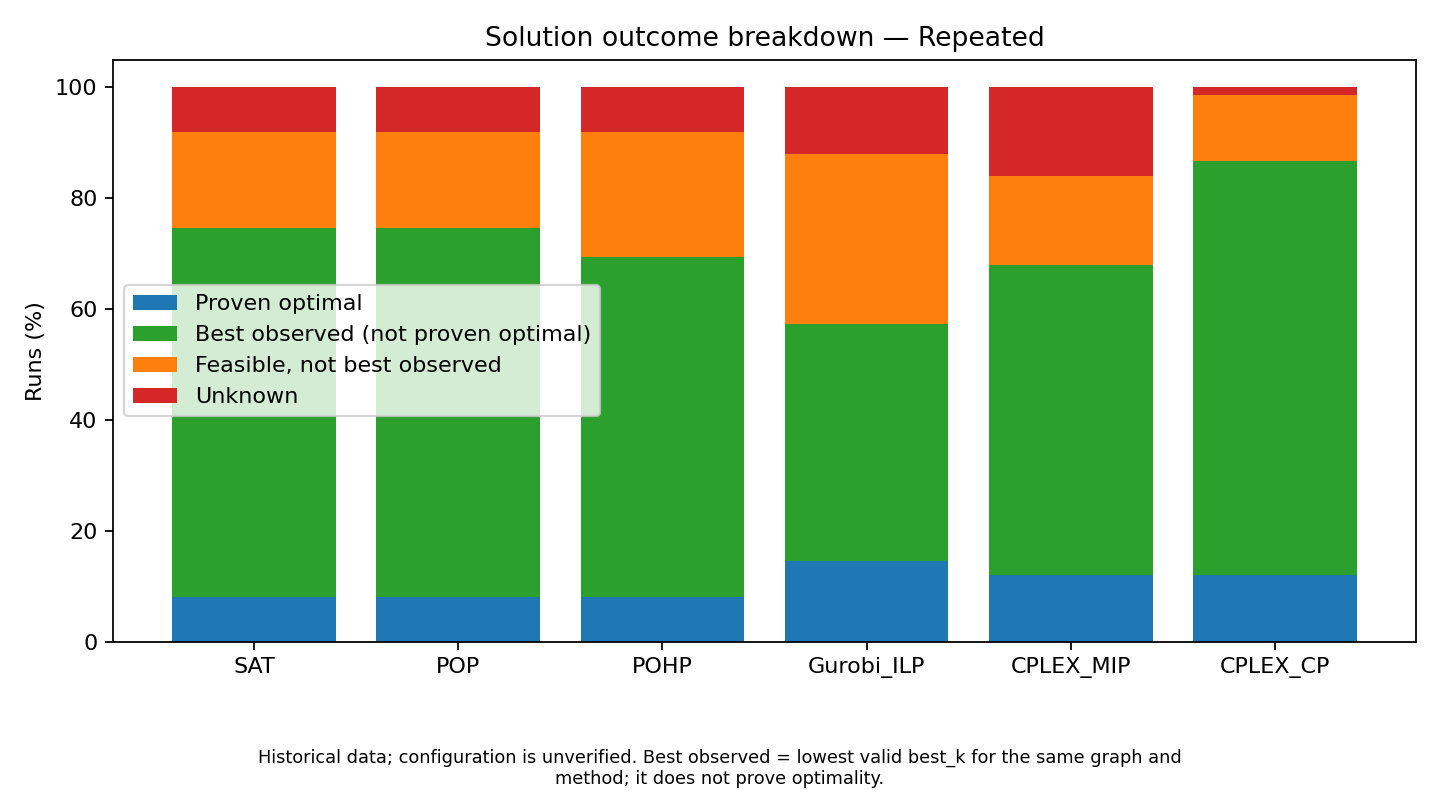 Solution outcome breakdown — Repeated
Runs (%)
100
80
60
40
20
0
Proven optimal
Best observed (not proven optimal)
Feasible, not best observed
Unknown
SAT
POP
POHP
Gurobi_ILP
CPLEX_MIP
CPLEX_CP
Historical data; configuration is unverified. Best observed = lowest valid best_k for the same graph and
method; it does not prove optimality.